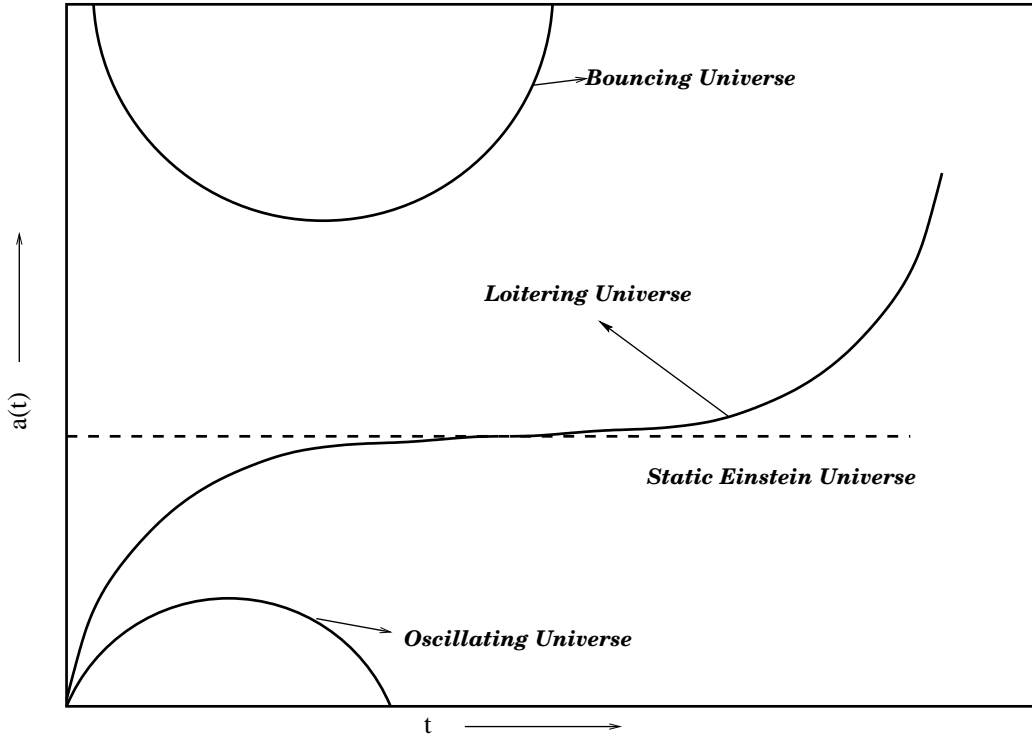 Bouncing Universe
Loitering Universe
a(t)
Static Einstein Universe
Oscillating Universe
t